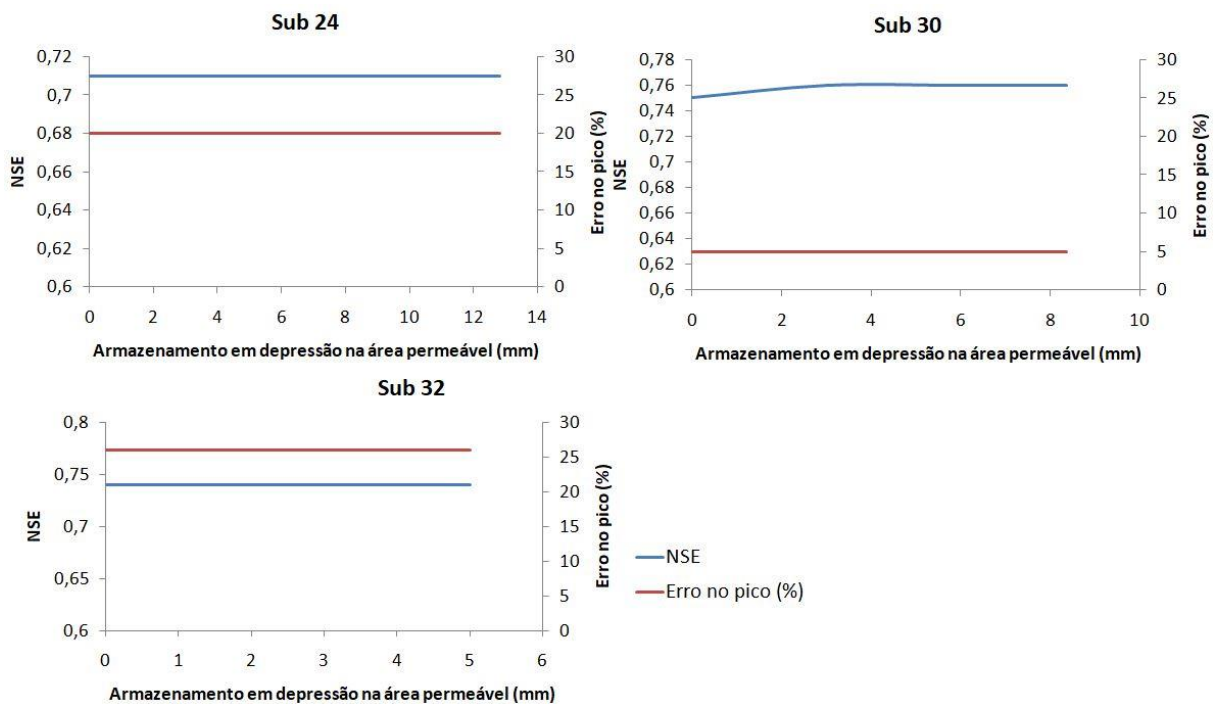 Sub 24
0,72
0,7
0,68
0,66
0,64
0,62
0,6
NSE
30
25
20
15
10
5
0
Erro no pico (%)
0 2 4 6 8 10 12 14
Armazenamento em depressão na área permeável (mm)
Sub 30
0,78
0,76
0,74
0,72
0,7
0,68
0,66
0,64
0,62
0,6
NSE
30
25
20
15
10
5
0
Erro no pico (%)
0 2 4 6 8 10
Armazenamento em depressão na área permeável (mm)
Sub 32
0,8
0,75
0,7
0,65
0,6
NSE
30
25
20
15
10
5
0
Erro no pico (%)
0 1 2 3 4 5 6
Armazenamento em depressão na área permeável (mm)
NSE
Erro no pico (%)